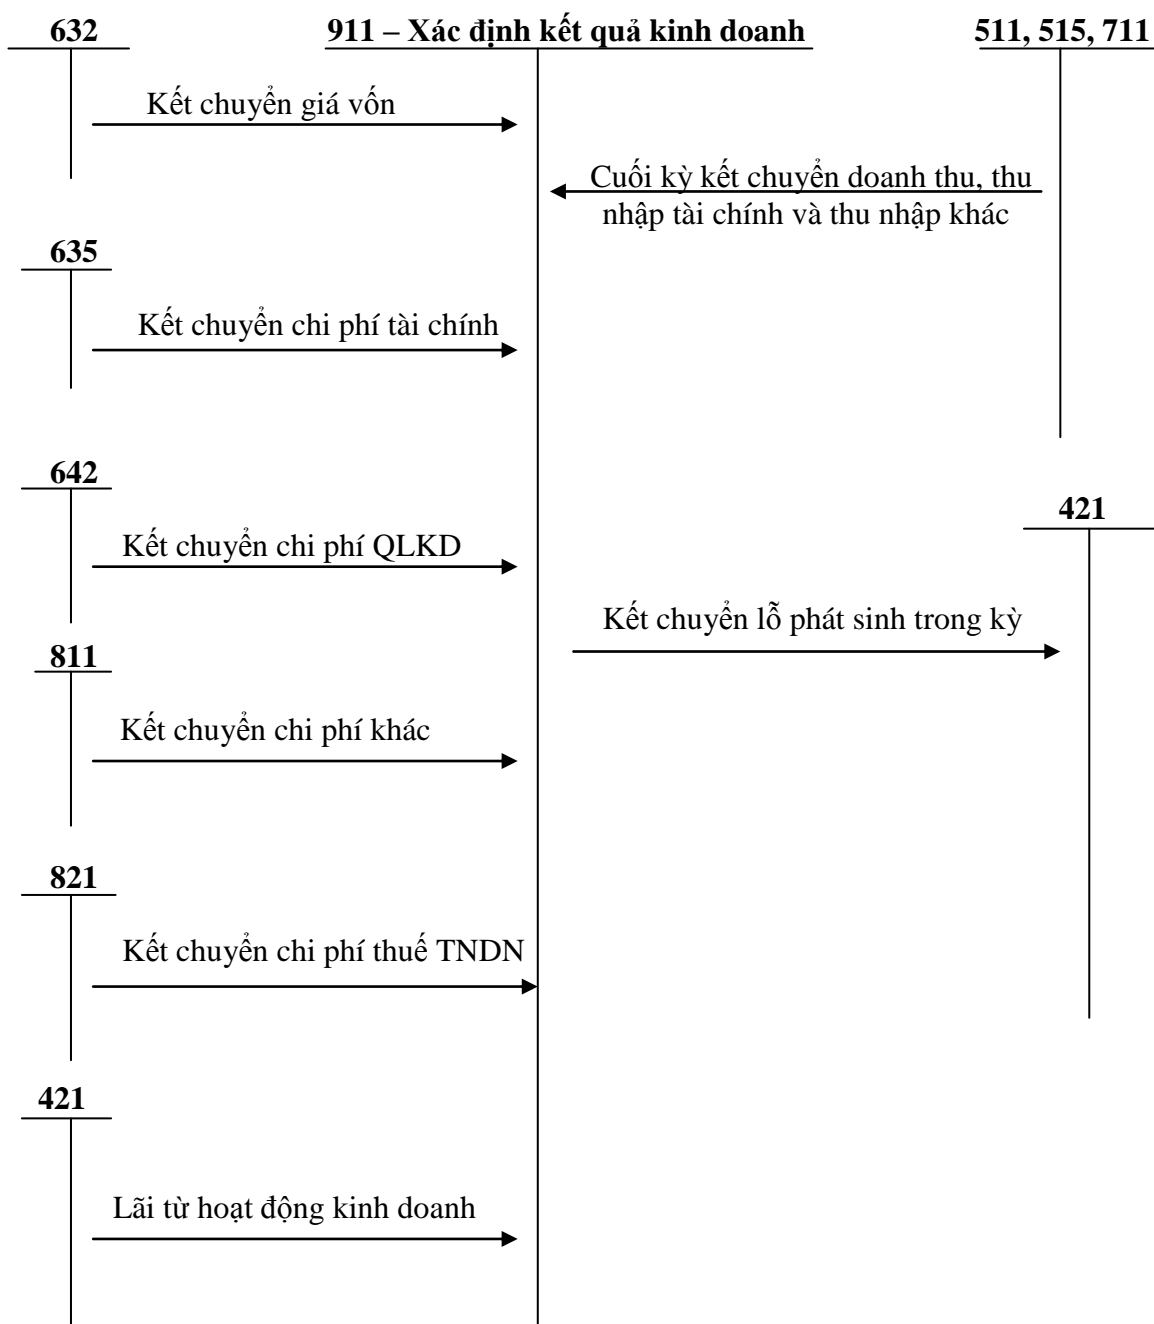 632
911 – Xác định kết quả kinh doanh
511, 515, 711
Kết chuyển giá vốn
Cuối kỳ kết chuyển doanh thu, thu
nhập tài chính và thu nhập khác
635
Kết chuyển chi phí tài chính
642
421
Kết chuyển chi phí QLKD
Kết chuyển lỗ phát sinh trong kỳ
811
Kết chuyển chi phí khác
821
Kết chuyển chi phí thuế TNDN
421
Lãi từ hoạt động kinh doanh